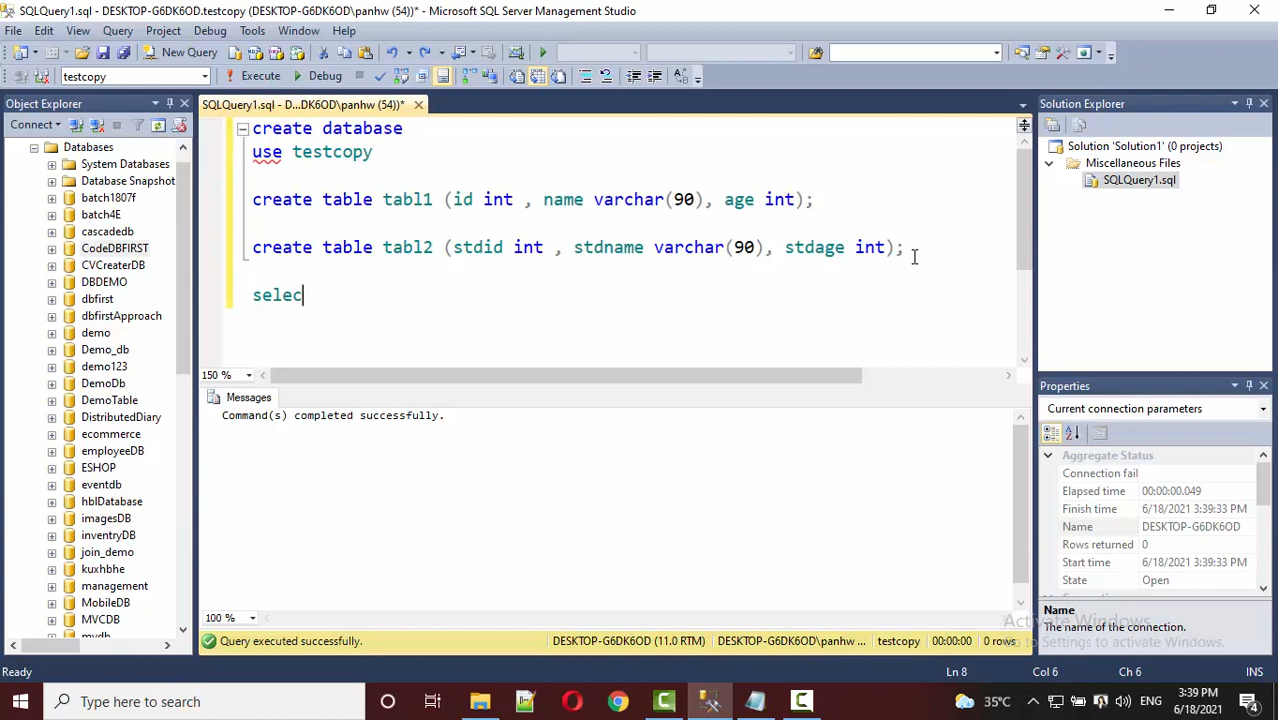 SQLQuery1.sql - DESKTOP-G6DK6OD.testcopy (DESKTOP-G6DK6OD\panhw (54))* - Microsoft SQL Server Management Studio
File Edit View Query Project Debug Tools Window Help
New Query
testcopy Execute Debug
Object Explorer
Connect
Databases
System Databases
Database Snapshot
batch1807f
batch4E
cascadedb
CodeDBFIRST
CVCreaterDB
DBDEMO
dbfirst
dbfirstApproach
demo
Demo_db
demo123
DemoDb
DemoTable
DistributedDiary
ecommerce
employeeDB
ESHOP
eventdb
hblDatabase
imagesDB
inventryDB
join_demo
kuxhbhe
management
MobileDB
MVCDB
mydb
SQLQuery1.sql - D...DK6OD\panhw (54))*
create database
use testcopy
create table tabl1 (id int , name varchar(90), age int);
create table tabl2 (stdid int , stdname varchar(90), stdage int);
selec
150 %
Messages
Command(s) completed successfully.
100 %
Query executed successfully. DESKTOP-G6DK6OD (11.0 RTM) DESKTOP-G6DK6OD\panhw ... testcopy 00:00:00 0 rows
Solution Explorer
Solution 'Solution1' (0 projects)
Miscellaneous Files
SQLQuery1.sql
Properties
Current connection parameters
Aggregate Status
Connection fail
Elapsed time 00:00:00.049
Finish time 6/18/2021 3:39:33 PM
Name DESKTOP-G6DK6OD
Rows returned 0
Start time 6/18/2021 3:39:33 PM
State Open
Name
The name of the connection.
Activate Windows
Go to Settings to activate Windows.
Ready Ln 8 Col 6 Ch 6 INS
Type here to search
35°C
ENG
3:39 PM
6/18/2021
4